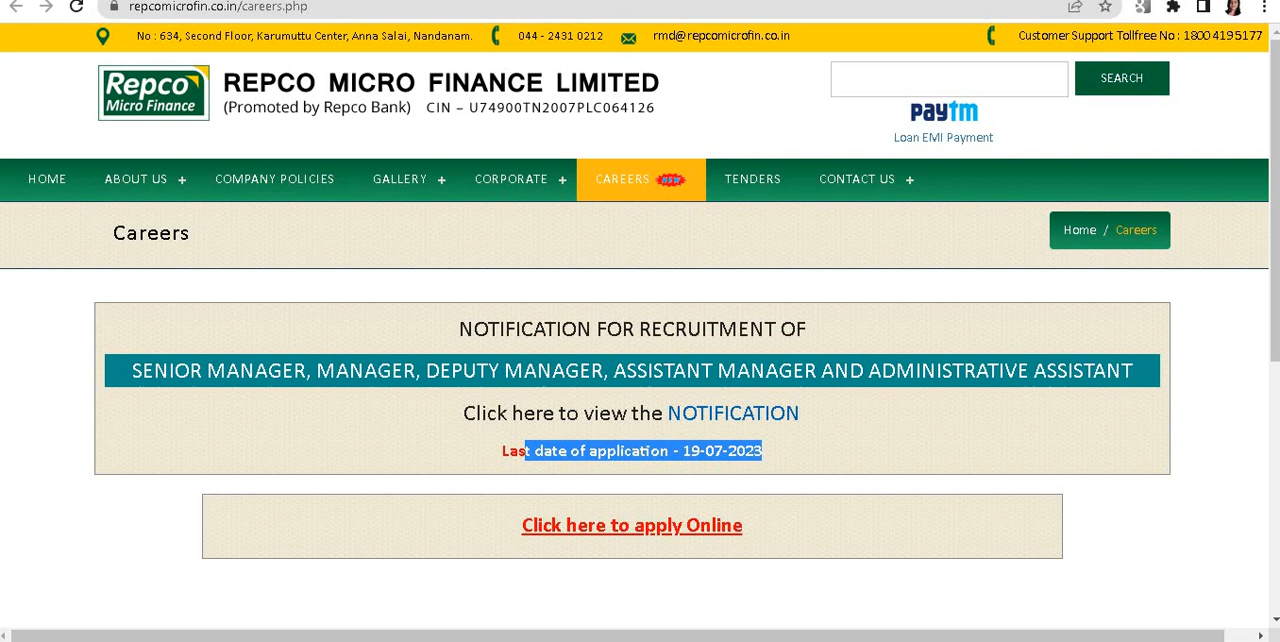 repcomicrofin.co.in/careers.php
No : 634, Second Floor, Karumuttu Center, Anna Salai, Nandanam.
044 - 2431 0212
rmd@repcomicrofin.co.in
Customer Support Tollfree No : 1800 4195177
Repco
Micro Finance
REPCO MICRO FINANCE LIMITED
(Promoted by Repco Bank) CIN – U74900TN2007PLC064126
SEARCH
paytm
Loan EMI Payment
HOME
ABOUT US +
COMPANY POLICIES
GALLERY +
CORPORATE +
CAREERS NEW
TENDERS
CONTACT US +
Careers
Home / Careers
NOTIFICATION FOR RECRUITMENT OF
SENIOR MANAGER, MANAGER, DEPUTY MANAGER, ASSISTANT MANAGER AND ADMINISTRATIVE ASSISTANT
Click here to view the NOTIFICATION
Last date of application - 19-07-2023
Click here to apply Online